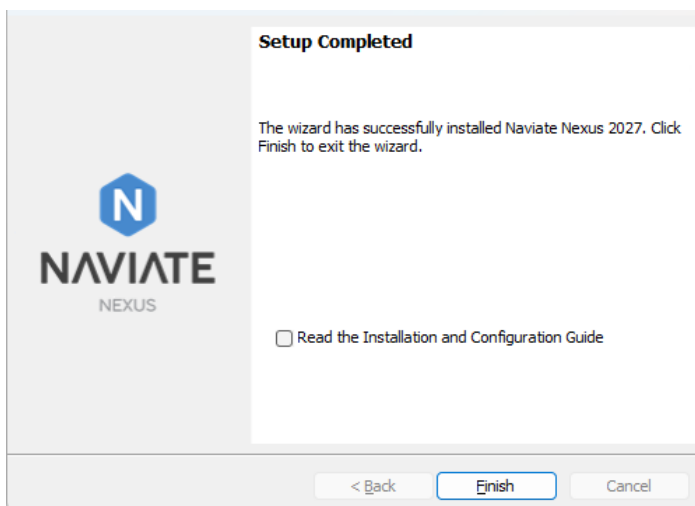 Setup Completed
The wizard has successfully installed Naviate Nexus 2027. Click
Finish to exit the wizard.
N
NAVIATE
NEXUS
Read the Installation and Configuration Guide
< Back
Finish
Cancel